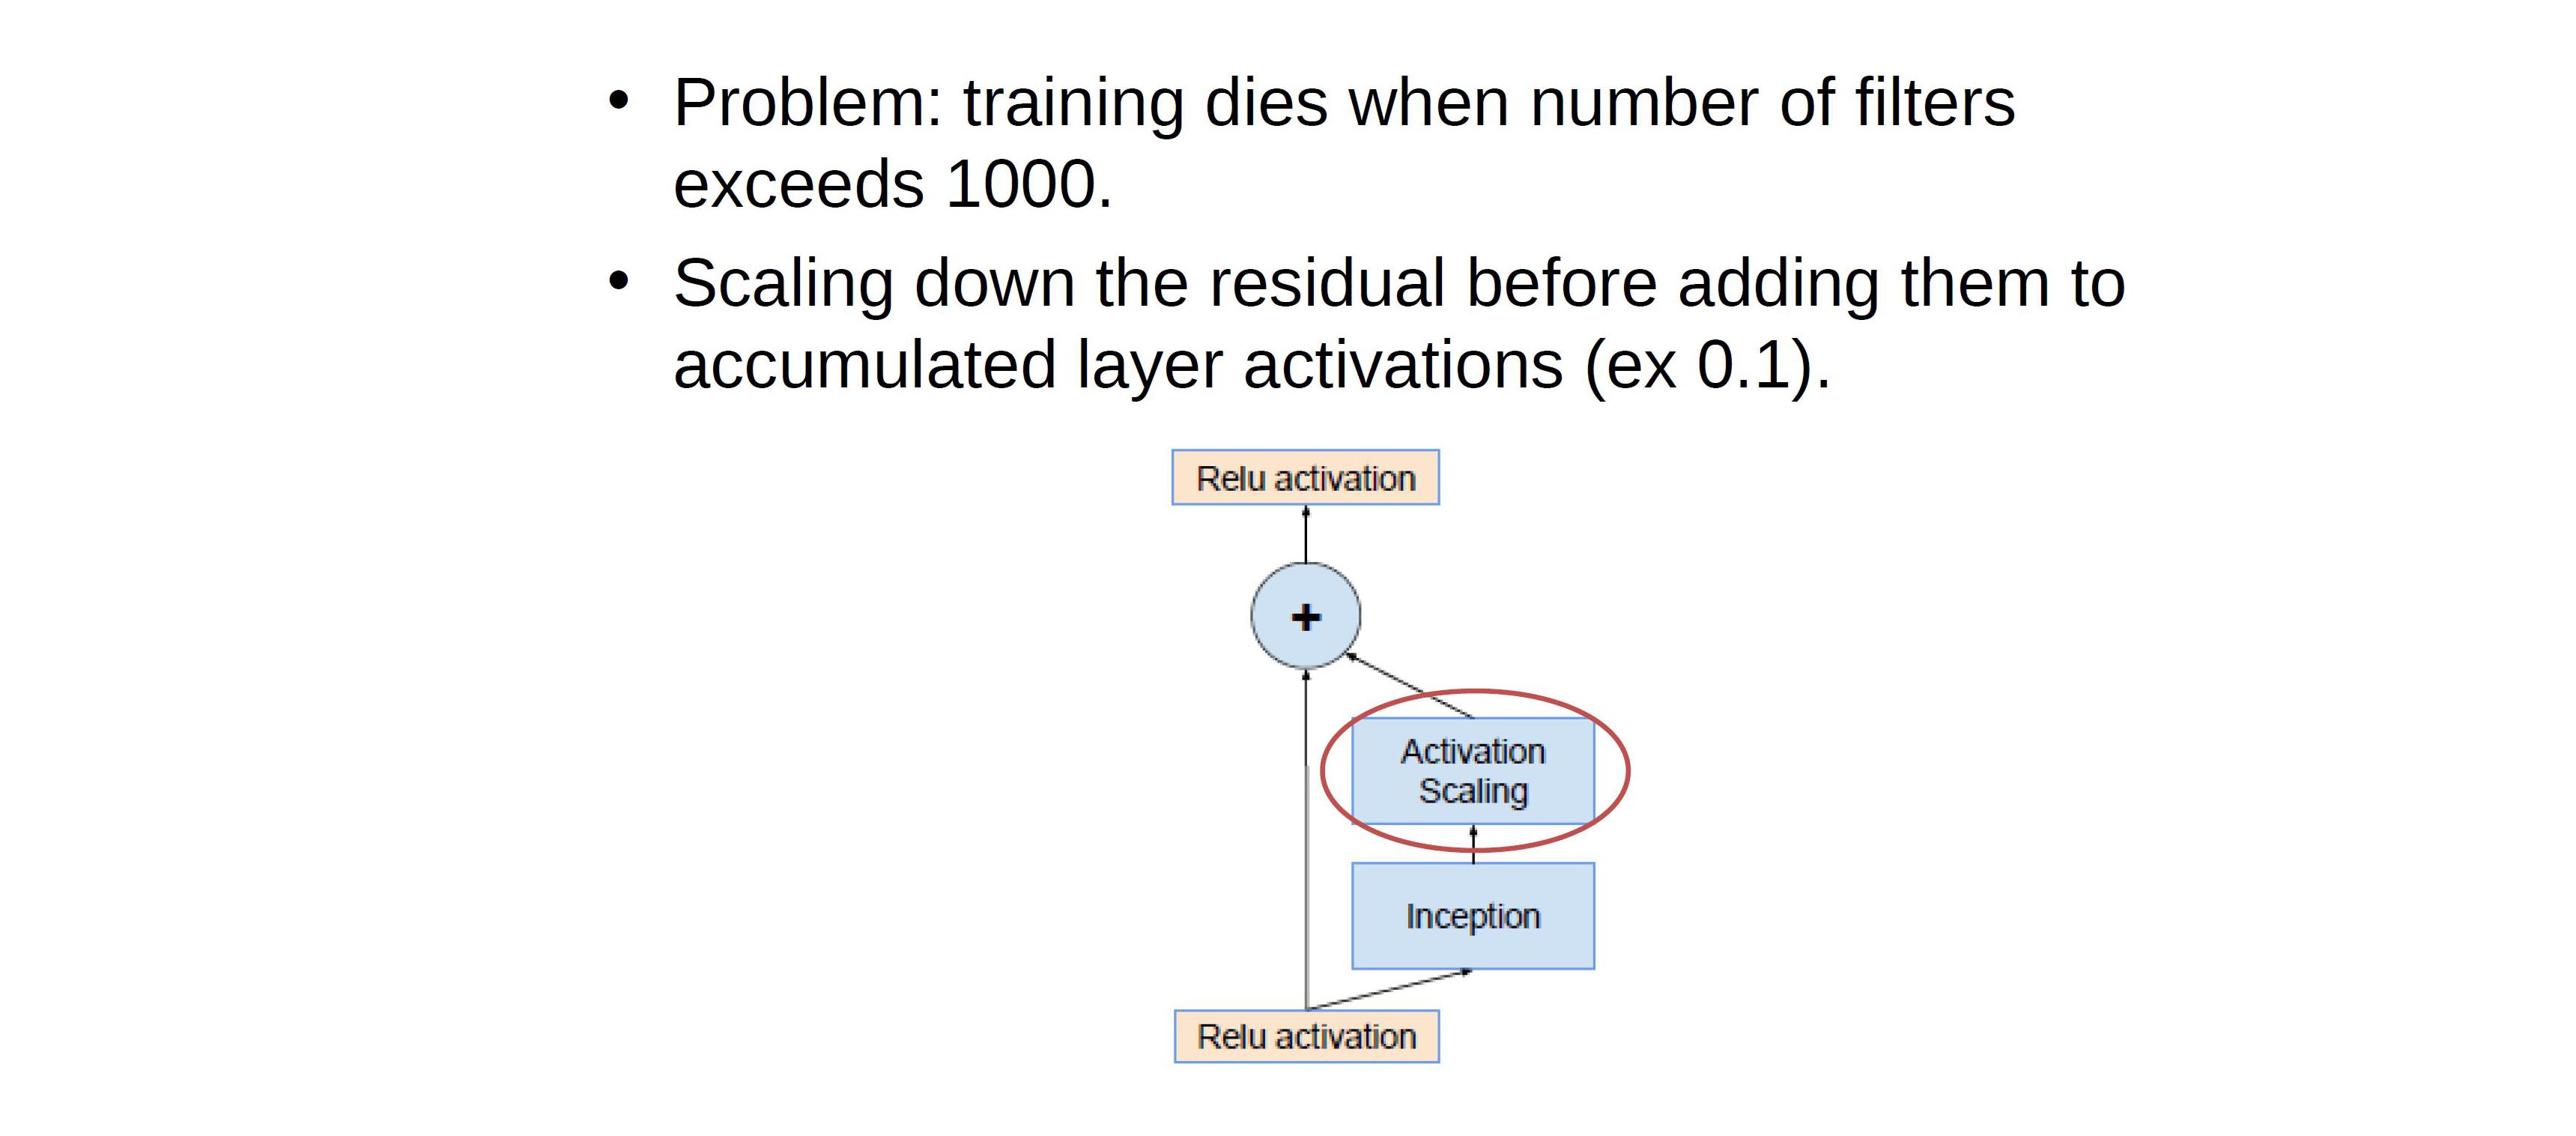 • Problem: training dies when number of filters
exceeds 1000.
• Scaling down the residual before adding them to
accumulated layer activations (ex 0.1).
Relu activation
+
Activation
Scaling
Inception
Relu activation